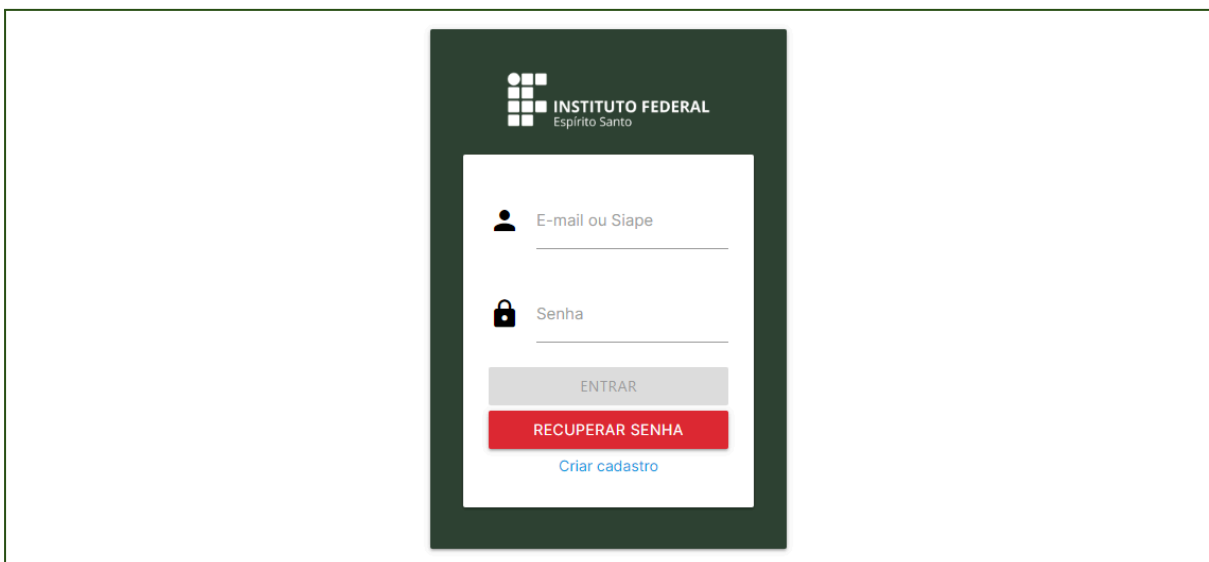 INSTITUTO FEDERAL
Espírito Santo
E-mail ou Siape
Senha
ENTRAR
RECUPERAR SENHA
Criar cadastro